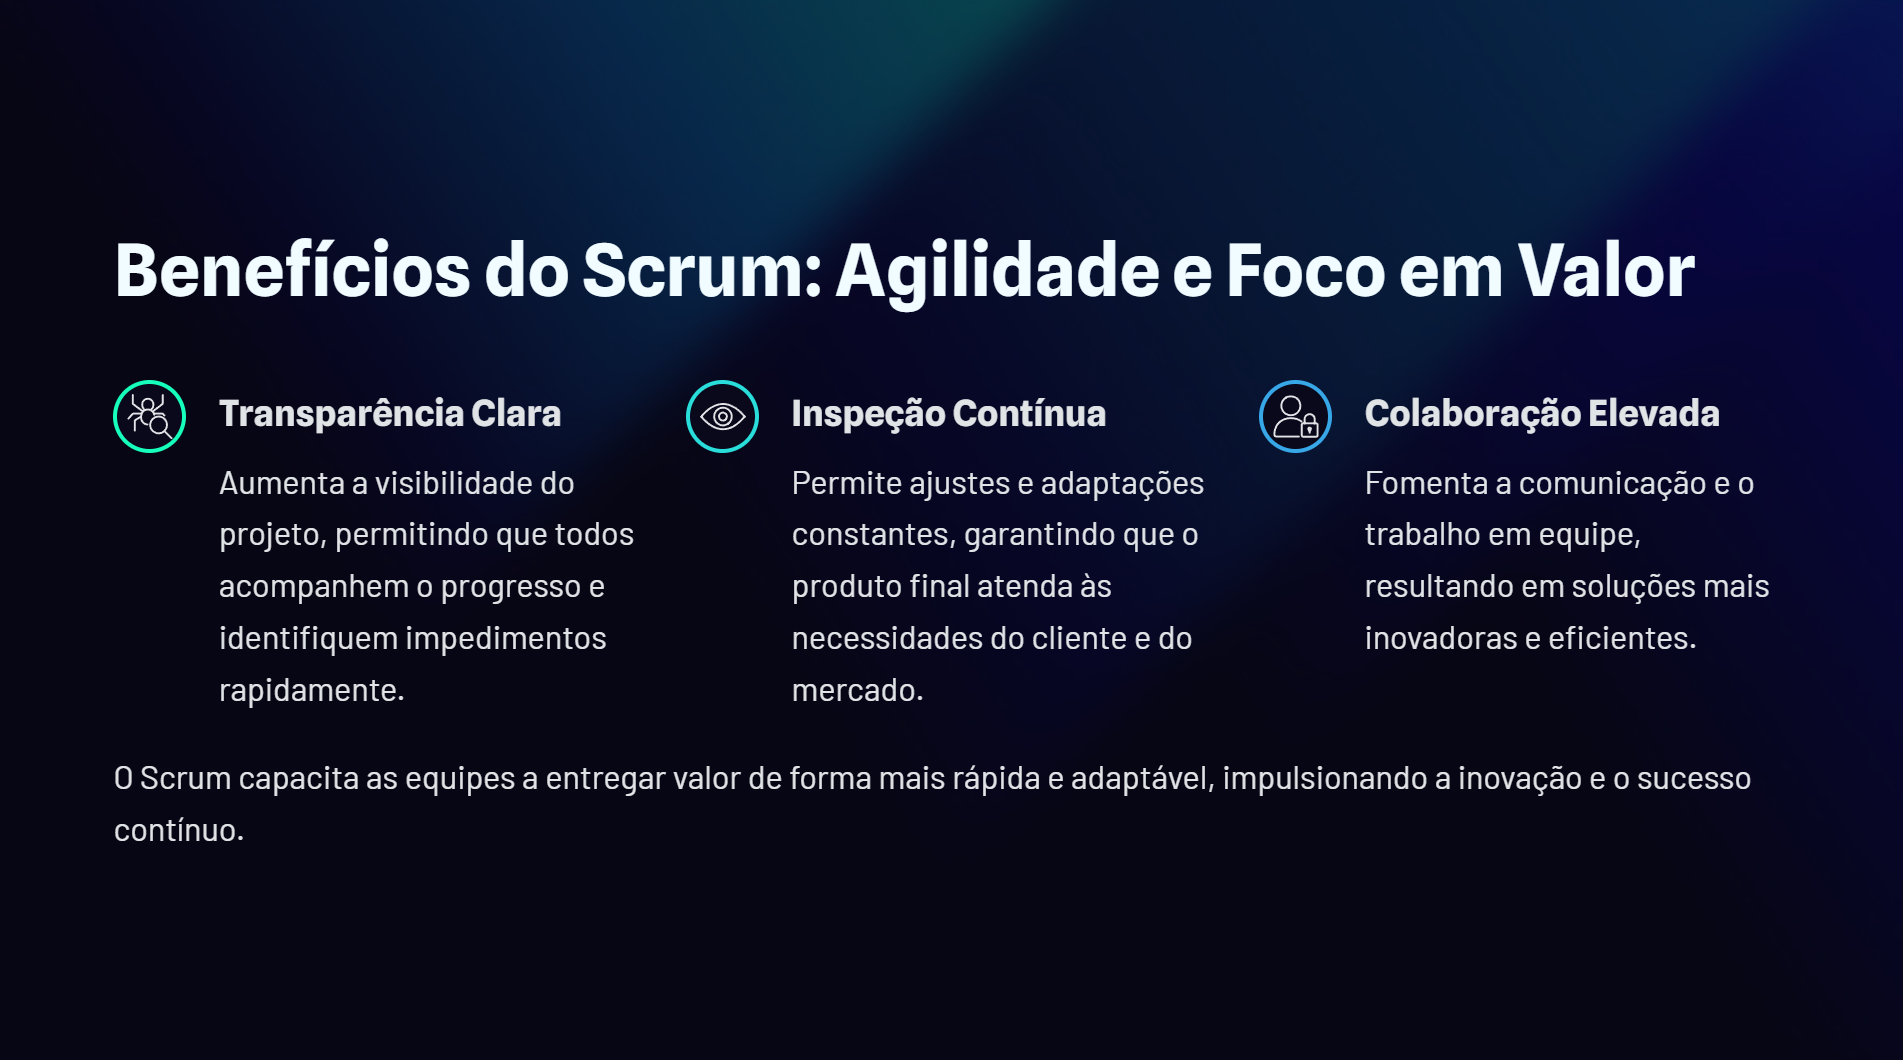 Benefícios do Scrum: Agilidade e Foco em Valor
Transparência Clara
Aumenta a visibilidade do
projeto, permitindo que todos
acompanhem o progresso e
identifiquem impedimentos
rapidamente.
Inspeção Contínua
Permite ajustes e adaptações
constantes, garantindo que o
produto final atenda às
necessidades do cliente e do
mercado.
Colaboração Elevada
Fomenta a comunicação e o
trabalho em equipe,
resultando em soluções mais
inovadoras e eficientes.
O Scrum capacita as equipes a entregar valor de forma mais rápida e adaptável, impulsionando a inovação e o sucesso
contínuo.